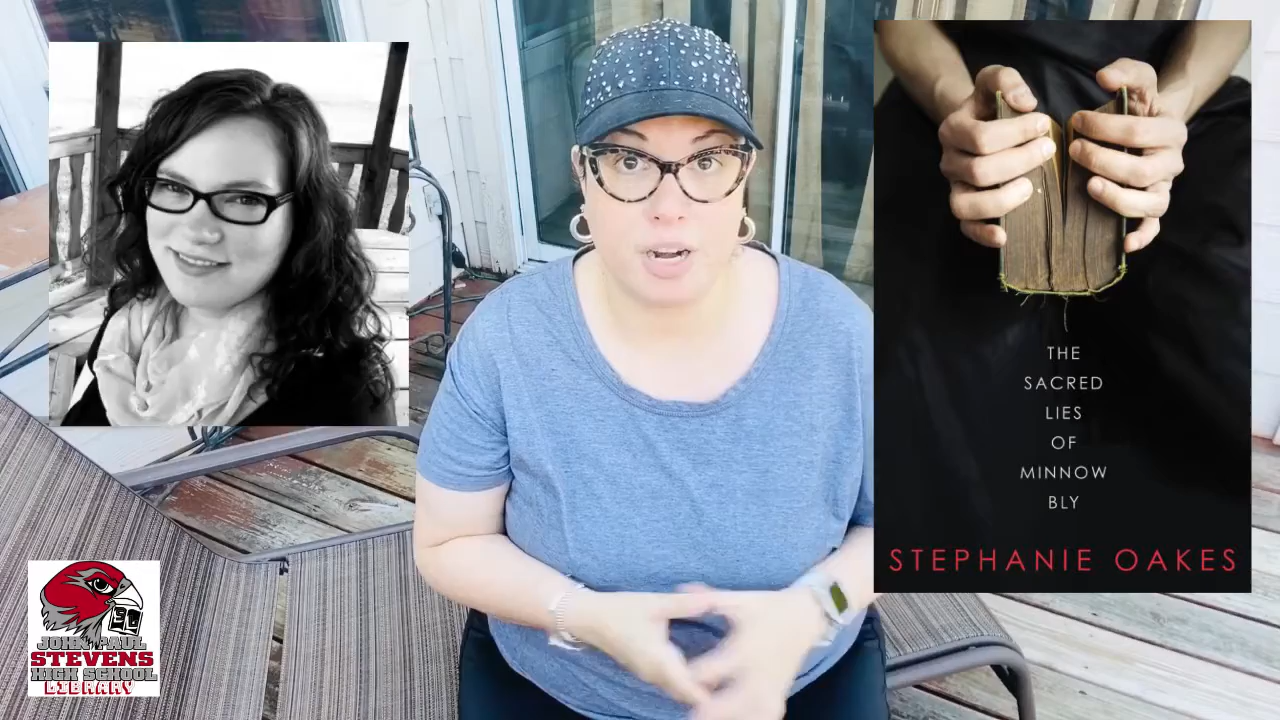 THE
SACRED
LIES
OF
MINNOW
BLY
STEPHANIE OAKES
JOHN PAUL
STEVENS
HIGH SCHOOL
LIBRARY